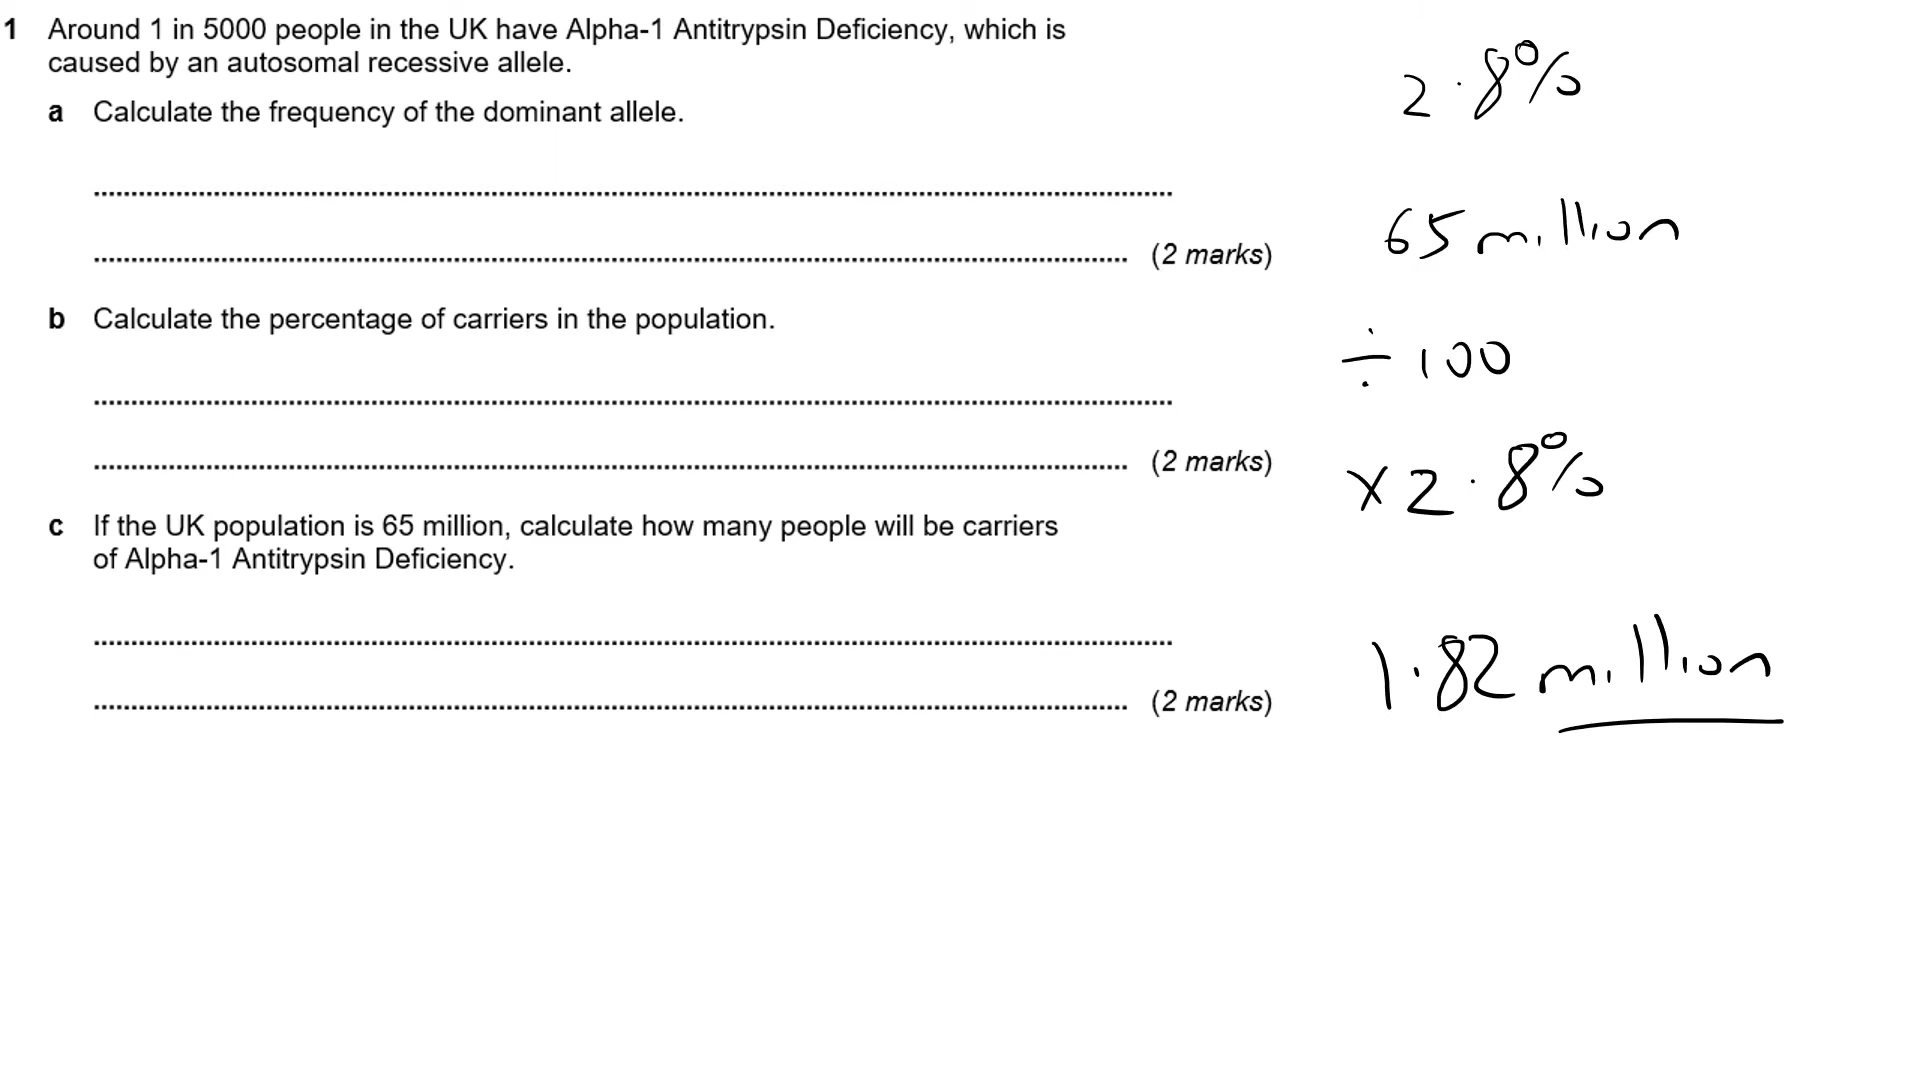 1 Around 1 in 5000 people in the UK have Alpha-1 Antitrypsin Deficiency, which is
caused by an autosomal recessive allele.
a Calculate the frequency of the dominant allele.
(2 marks)
b Calculate the percentage of carriers in the population.
(2 marks)
c If the UK population is 65 million, calculate how many people will be carriers
of Alpha-1 Antitrypsin Deficiency.
(2 marks)
2.8%
65 million
÷ 100
x 2.8%
1.82 million